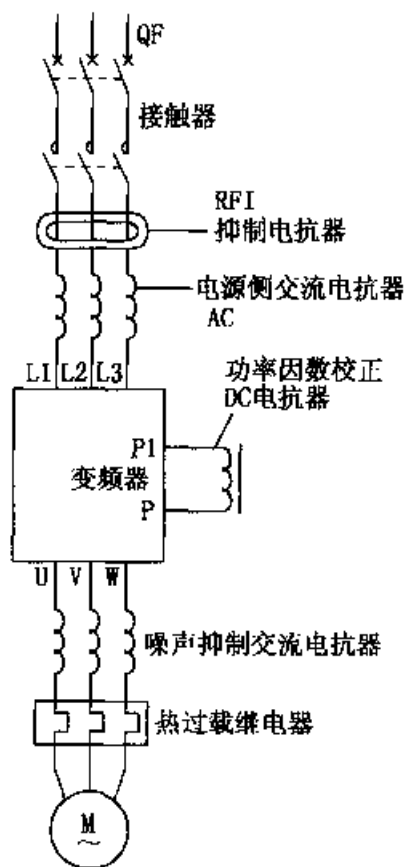 QF
接触器
RFI
抑制电抗器
电源侧交流电抗器
AC
L1 L2 L3
功率因数校正
DC电抗器
P1
变频器
P
U V W
噪声抑制交流电抗器
热过载继电器
M
~